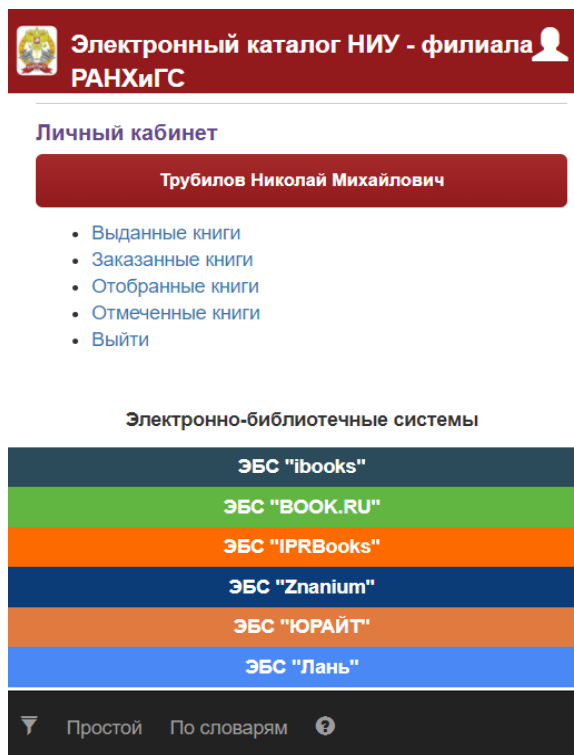 Электронный каталог НИУ - филиала
РАНХиГС
Личный кабинет
Трубилов Николай Михайлович
Выданные книги
Заказанные книги
Отобранные книги
Отмеченные книги
Выйти
Электронно-библиотечные системы
ЭБС "ibooks"
ЭБС "BOOK.RU"
ЭБС "IPRBooks"
ЭБС "Znanium"
ЭБС "ЮРАЙТ"
ЭБС "Лань"
Простой По словарям ?